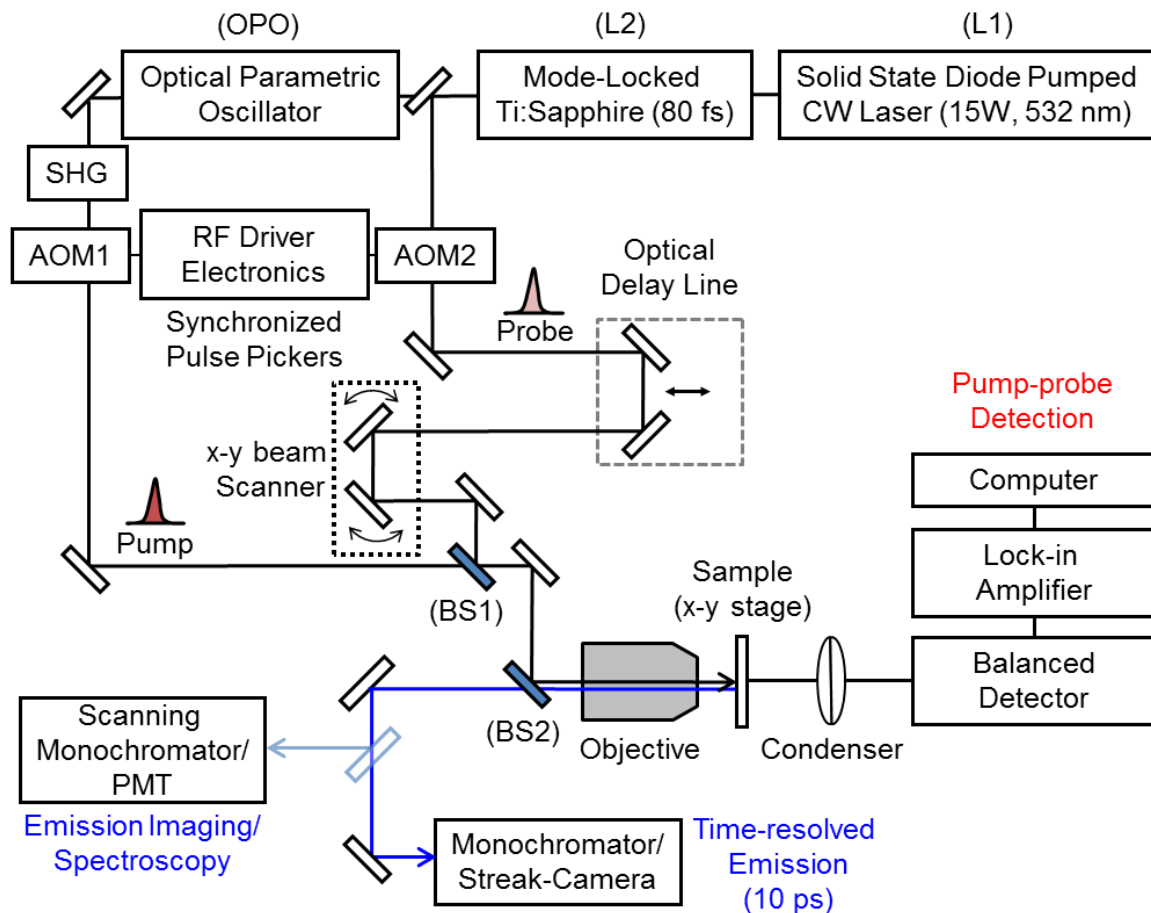 (OPO)
(L2)
(L1)
Optical Parametric
Oscillator
Mode-Locked
Ti:Sapphire (80 fs)
Solid State Diode Pumped
CW Laser (15W, 532 nm)
SHG
AOM1
RF Driver
Electronics
AOM2
Synchronized
Pulse Pickers
Probe
Optical
Delay Line
x-y beam
Scanner
Pump
(BS1)
Pump-probe
Detection
Computer
Lock-in
Amplifier
Balanced
Detector
Sample
(x-y stage)
(BS2)
Objective
Condenser
Scanning
Monochromator/
PMT
Emission Imaging/
Spectroscopy
Monochromator/
Streak-Camera
Time-resolved
Emission
(10 ps)